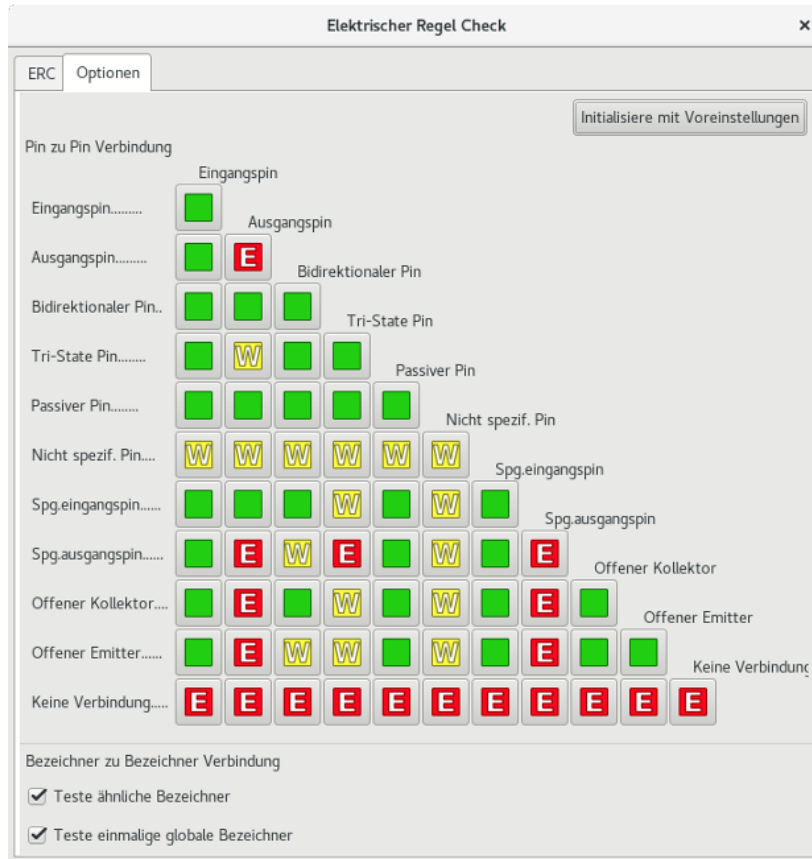 Elektrischer Regel Check ×
ERC Optionen
Initialisiere mit Voreinstellungen
Pin zu Pin Verbindung
Eingangspin
Eingangspin.........
Ausgangspin
Ausgangspin......... E
Bidirektionaler Pin
Bidirektionaler Pin..
Tri-State Pin
Tri-State Pin........ W
Passiver Pin
Passiver Pin........
Nicht spezif. Pin
Nicht spezif. Pin.... W W W W W W
Spg.eingangspin
Spg.eingangspin...... W W
Spg.ausgangspin
Spg.ausgangspin...... E W E W E
Offener Kollektor
Offener Kollektor.... E W W E
Offener Emitter
Offener Emitter...... E W W W E
Keine Verbindung
Keine Verbindung..... E E E E E E E E E E E
Bezeichner zu Bezeichner Verbindung
Teste ähnliche Bezeichner
Teste einmalige globale Bezeichner